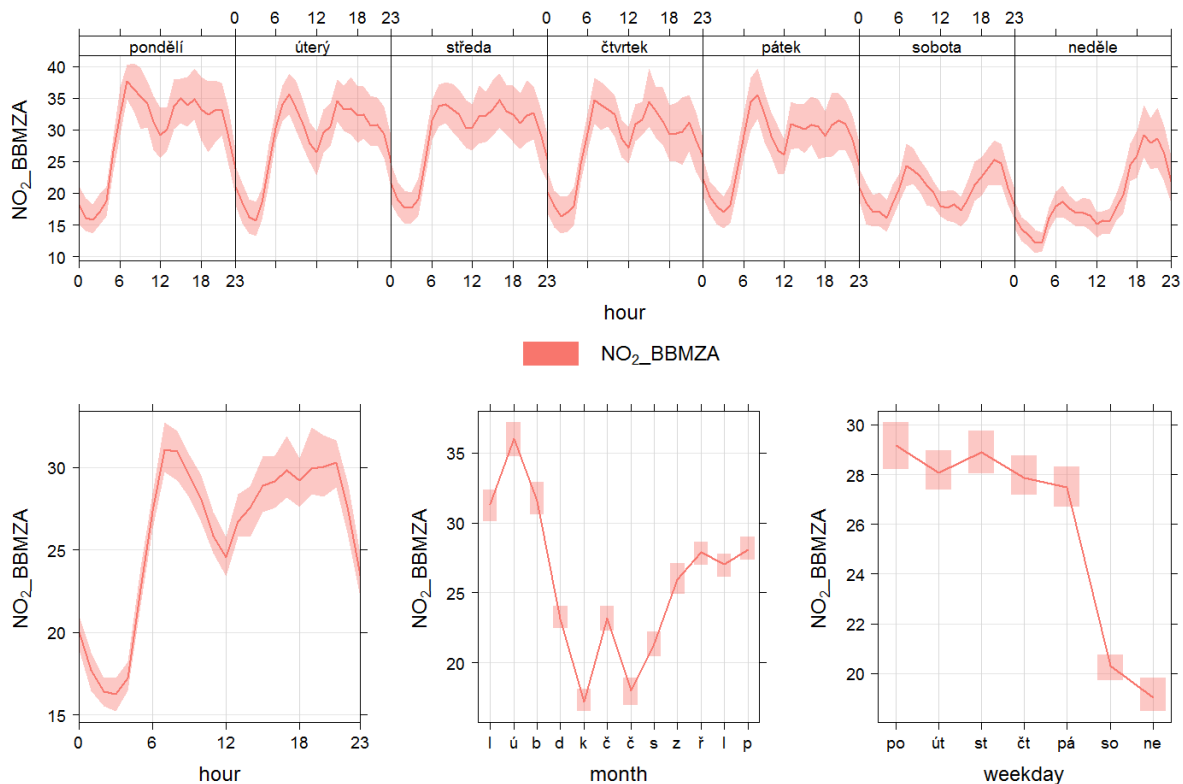 0 6 12 18 23 0 6 12 18 23 0 6 12 18 23
pondělí úterý středa čtvrtek pátek sobota neděle
40
35
30
25
20
15
10
NO₂_BBMZA
0 6 12 18 23 0 6 12 18 23 0 6 12 18 23 0 6 12 18 23
hour
NO₂_BBMZA
30
25
20
15
NO₂_BBMZA
0 6 12 18 23
hour
35
30
25
20
NO₂_BBMZA
l ú b d k č č s z ř l p
month
30
28
26
24
22
20
NO₂_BBMZA
po út st čt pá so ne
weekday